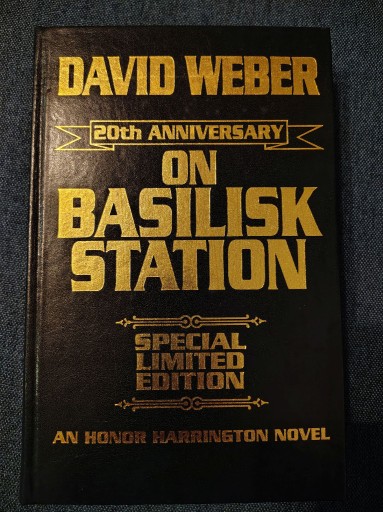 DAVID WEBER
20th ANNIVERSARY
ON
BASILISK
STATION
SPECIAL
LIMITED
EDITION
AN HONOR HARRINGTON NOVEL